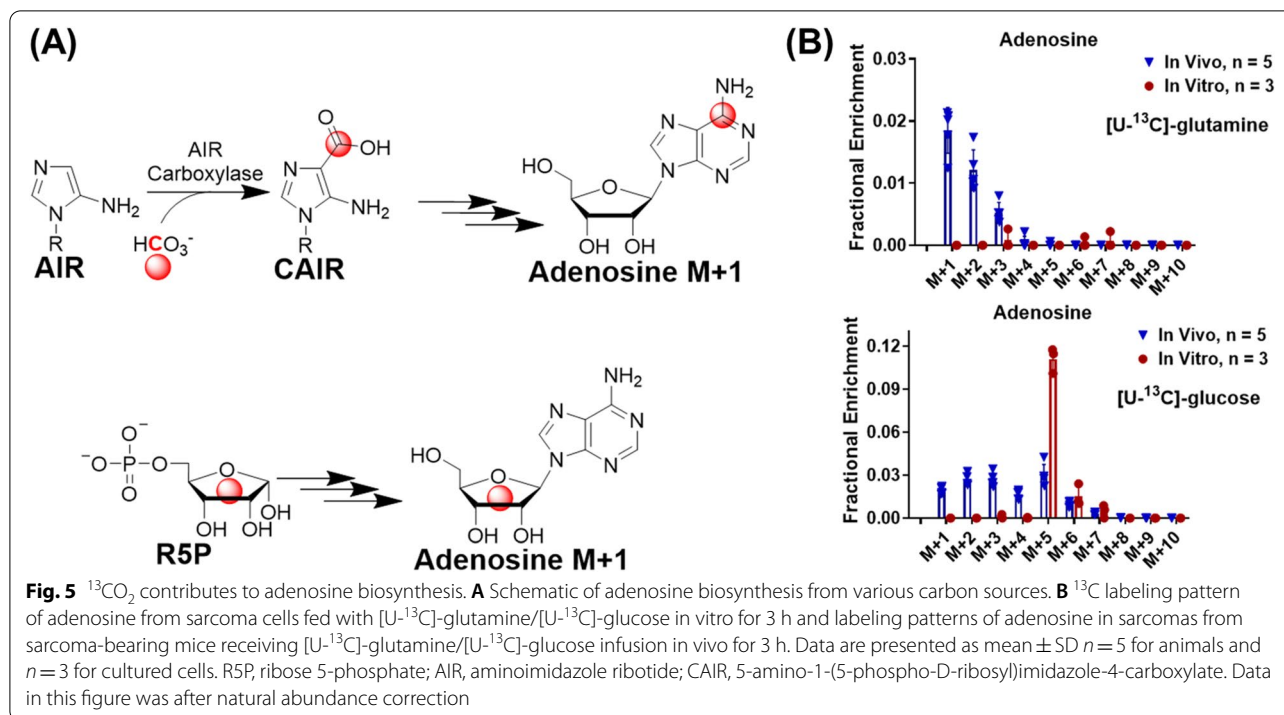 (A)
AIR
Carboxylase
O
OH
N
N
NH2
R
AIR
HCO3-
N
N
NH2
R
CAIR
NH2
N
N
N
N
HO
O
OH OH
Adenosine M+1
O-
-O P O
O
O
OH OH
OH
R5P
NH2
N
N
N
N
HO
O
OH OH
Adenosine M+1
(B)
Adenosine
Fractional Enrichment
0.03
0.02
0.01
0.00
In Vivo, n = 5
In Vitro, n = 3
[U-13C]-glutamine
M+1 M+2 M+3 M+4 M+5 M+6 M+7 M+8 M+9 M+10
Adenosine
Fractional Enrichment
0.12
0.09
0.06
0.03
0.00
In Vivo, n = 5
In Vitro, n = 3
[U-13C]-glucose
M+1 M+2 M+3 M+4 M+5 M+6 M+7 M+8 M+9 M+10
Fig. 5 13CO2 contributes to adenosine biosynthesis. A Schematic of adenosine biosynthesis from various carbon sources. B 13C labeling pattern
of adenosine from sarcoma cells fed with [U-13C]-glutamine/[U-13C]-glucose in vitro for 3 h and labeling patterns of adenosine in sarcomas from
sarcoma-bearing mice receiving [U-13C]-glutamine/[U-13C]-glucose infusion in vivo for 3 h. Data are presented as mean ± SD n = 5 for animals and
n = 3 for cultured cells. R5P, ribose 5-phosphate; AIR, aminoimidazole ribotide; CAIR, 5-amino-1-(5-phospho-D-ribosyl)imidazole-4-carboxylate. Data
in this figure was after natural abundance correction